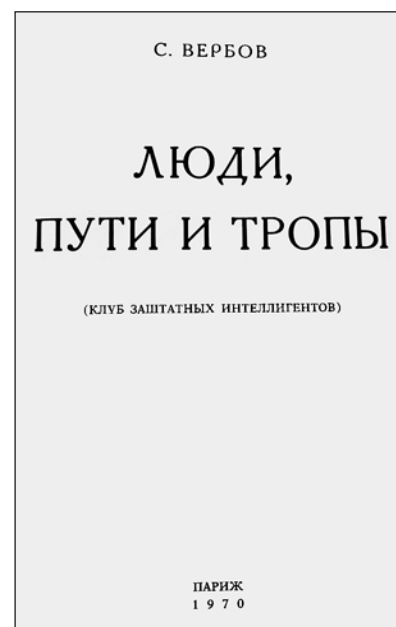 С. ВЕРБОВ
ЛЮДИ,
ПУТИ И ТРОПЫ
(КЛУБ ЗАШТАТНЫХ ИНТЕЛЛИГЕНТОВ)
ПАРИЖ
1970